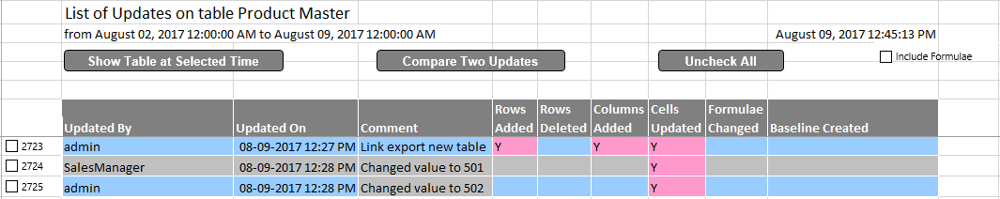 List of Updates on table Product Master
from August 02, 2017 12:00:00 AM to August 09, 2017 12:00:00 AM August 09, 2017 12:45:13 PM
Show Table at Selected Time Compare Two Updates Uncheck All Include Formulae
Rows Rows Columns Cells Formulae
Updated By Updated On Comment Added Deleted Added Updated Changed Baseline Created
2723 admin 08-09-2017 12:27 PM Link export new table Y Y Y
2724 SalesManager 08-09-2017 12:28 PM Changed value to 501 Y
2725 admin 08-09-2017 12:28 PM Changed value to 502 Y